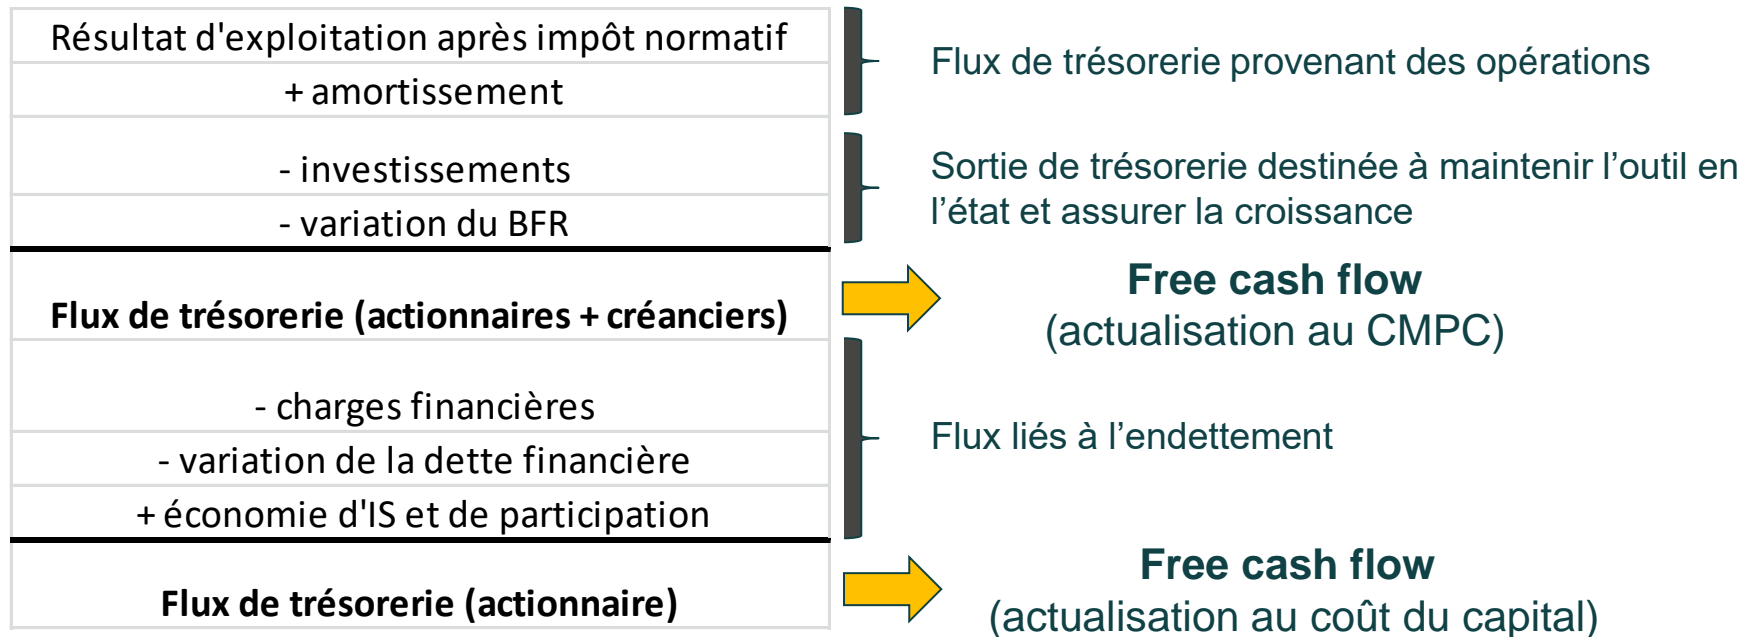 Résultat d'exploitation après impôt normatif
+ amortissement
Flux de trésorerie provenant des opérations
- investissements
- variation du BFR
Sortie de trésorerie destinée à maintenir l’outil en
l’état et assurer la croissance
Flux de trésorerie (actionnaires + créanciers)
Free cash flow
(actualisation au CMPC)
- charges financières
- variation de la dette financière
+ économie d'IS et de participation
Flux liés à l’endettement
Flux de trésorerie (actionnaire)
Free cash flow
(actualisation au coût du capital)